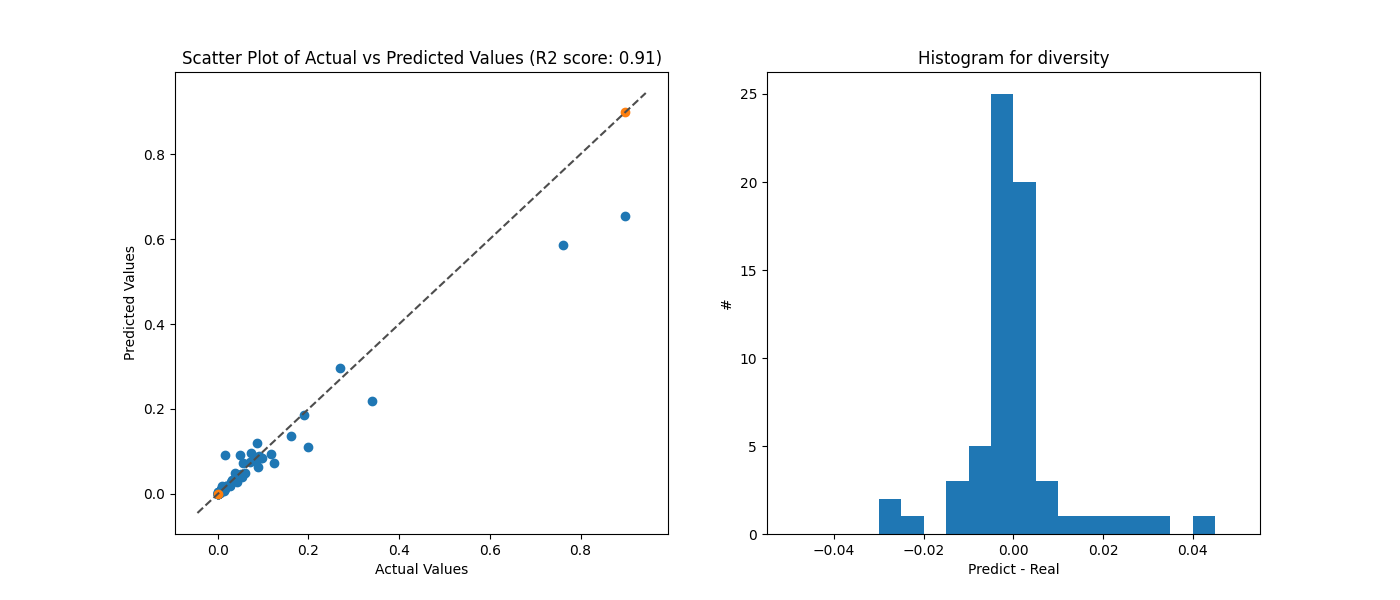 Scatter Plot of Actual vs Predicted Values (R2 score: 0.91)
Predicted Values
0.8
0.6
0.4
0.2
0.0
0.0 0.2 0.4 0.6 0.8
Actual Values
Histogram for diversity
#
25
20
15
10
5
0
−0.04 −0.02 0.00 0.02 0.04
Predict - Real